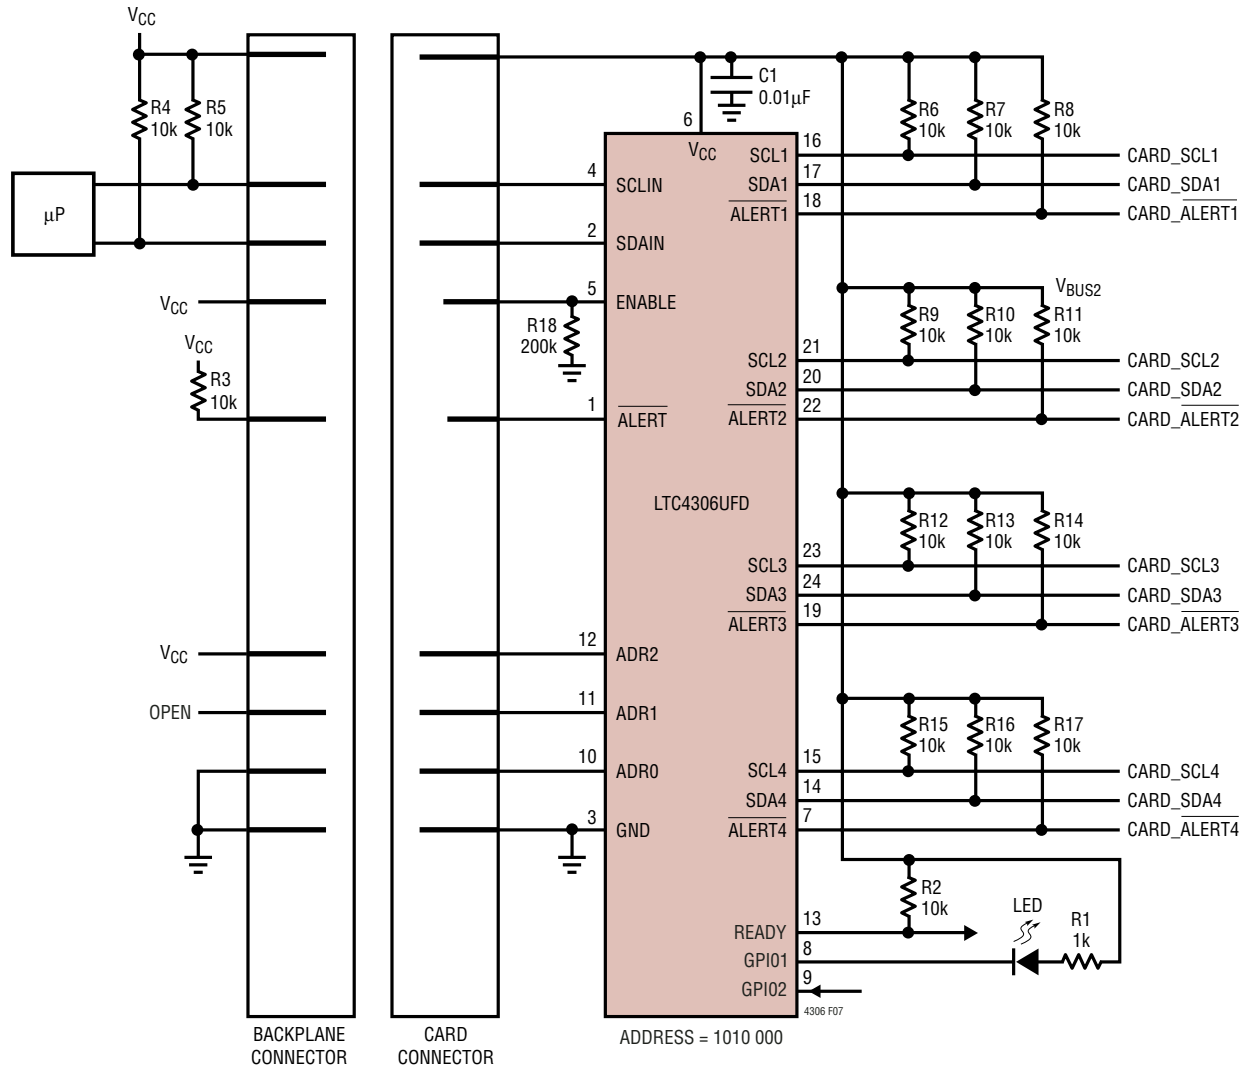 VCC
R4
10k
R5
10k
μP
VCC
VCC
R3
10k
VCC
OPEN
BACKPLANE
CONNECTOR
CARD
CONNECTOR
C1
0.01μF
R18
200k
6
VCC
4
SCLIN
2
SDAIN
5
ENABLE
1
ALERT
LTC4306UFD
12
ADR2
11
ADR1
10
ADR0
3
GND
SCL1
16
SDA1
17
ALERT1
18
SCL2
21
SDA2
20
ALERT2
22
SCL3
23
SDA3
24
ALERT3
19
SCL4
15
SDA4
14
ALERT4
7
READY
13
GPIO1
8
GPIO2
9
ADDRESS = 1010 000
4306 F07
R6
10k
R7
10k
R8
10k
CARD_SCL1
CARD_SDA1
CARD_ALERT1
VBUS2
R9
10k
R10
10k
R11
10k
CARD_SCL2
CARD_SDA2
CARD_ALERT2
R12
10k
R13
10k
R14
10k
CARD_SCL3
CARD_SDA3
CARD_ALERT3
R15
10k
R16
10k
R17
10k
CARD_SCL4
CARD_SDA4
CARD_ALERT4
R2
10k
LED
R1
1k